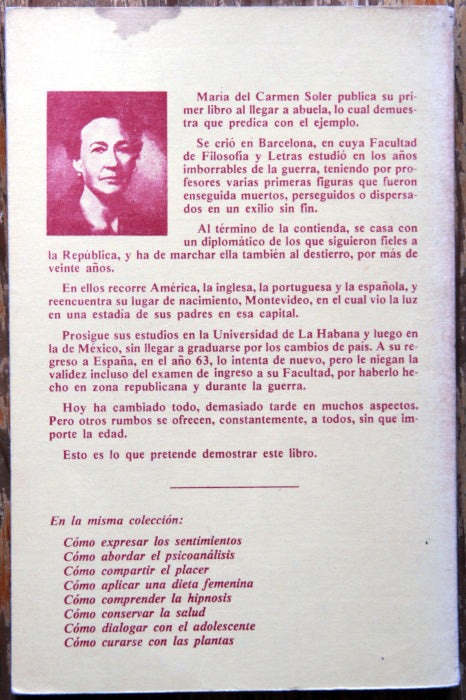 María del Carmen Soler publica su pri-
mer libro al llegar a abuela, lo cual demues-
tra que predica con el ejemplo.
Se crió en Barcelona, en cuya Facultad
de Filosofía y Letras estudió en los años
imborrables de la guerra, teniendo por pro-
fesores varias primeras figuras que fueron
enseguida muertos, perseguidos o dispersa-
dos en un exilio sin fin.
Al término de la contienda, se casa con
un diplomático de los que siguieron fieles a
la República, y ha de marchar ella también al destierro, por más de
veinte años.
En ellos recorre América, la inglesa, la portuguesa y la española, y
reencuentra su lugar de nacimiento, Montevideo, en el cual vio la luz
en una estadía de sus padres en esa capital.
Prosigue sus estudios en la Universidad de La Habana y luego en
la de México, sin llegar a graduarse por los cambios de país. A su re-
greso a España, en el año 63, lo intenta de nuevo, pero le niegan la
validez incluso del examen de ingreso a su Facultad, por haberlo he-
cho en zona republicana y durante la guerra.
Hoy ha cambiado todo, demasiado tarde en muchos aspectos.
Pero otros rumbos se ofrecen, constantemente, a todos, sin que im-
porte la edad.
Esto es lo que pretende demostrar este libro.
En la misma colección:
Cómo expresar los sentimientos
Cómo abordar el psicoanálisis
Cómo compartir el placer
Cómo aplicar una dieta femenina
Cómo comprender la hipnosis
Cómo conservar la salud
Cómo dialogar con el adolescente
Cómo curarse con las plantas